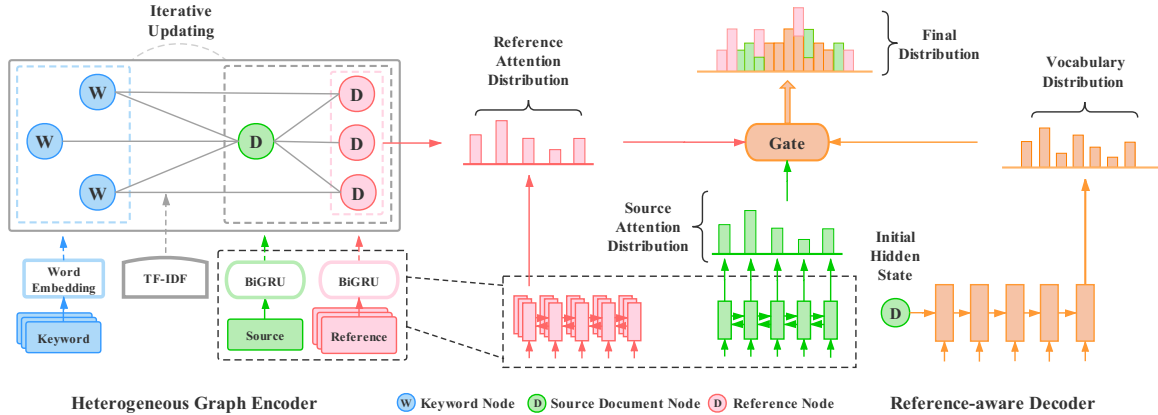 Iterative
Updating
W
W
W
D
D
D
D
Word
Embedding
TF-IDF
BiGRU
BiGRU
Keyword
Source
Reference
Reference
Attention
Distribution
Final
Distribution
Gate
Vocabulary
Distribution
Source
Attention
Distribution
Initial
Hidden
State
D
Heterogeneous Graph Encoder
W Keyword Node
D Source Document Node
D Reference Node
Reference-aware Decoder